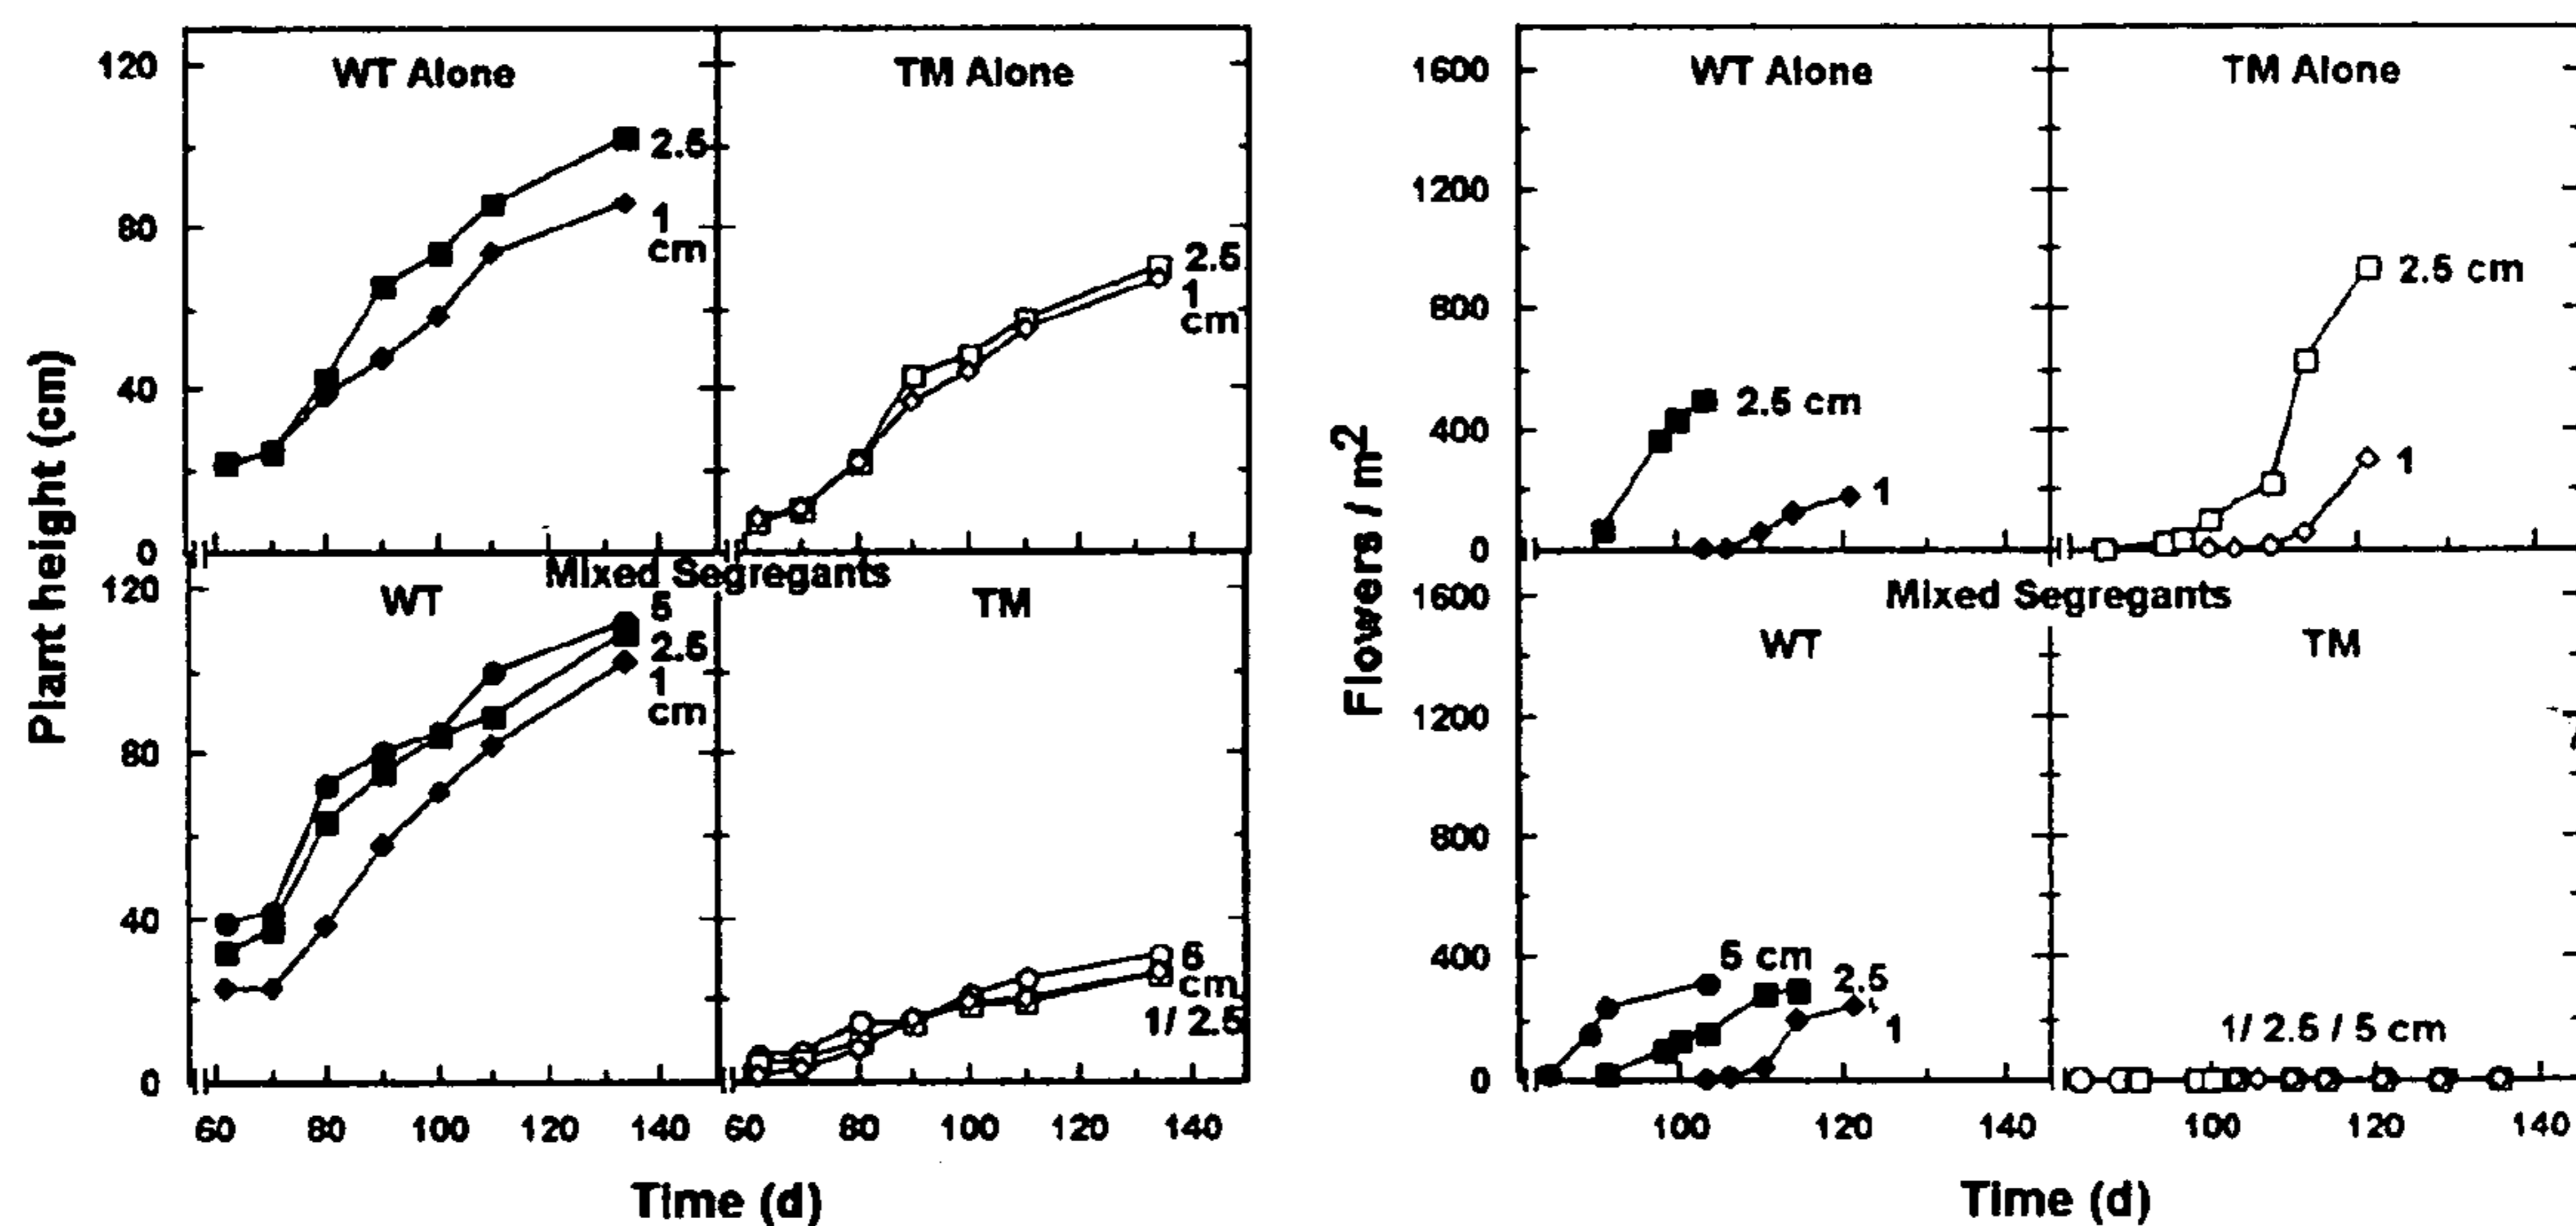 Plant height (cm)
WT Alone
TM Alone
120
80
40
0
2.5
1
cm
2.5
1
cm
Mixed Segregants
WT
TM
120
80
40
0
5
2.5
1
cm
5
cm
1/ 2.5
60 80 100 120 140 60 80 100 120 140
Time (d)
Flowers / m2
WT Alone
TM Alone
1600
1200
800
400
0
2.5 cm
1
2.5 cm
1
Mixed Segregants
WT
TM
1600
1200
800
400
0
5 cm
2.5
1
1/ 2.5 / 5 cm
100 120 140 100 120 140
Time (d)